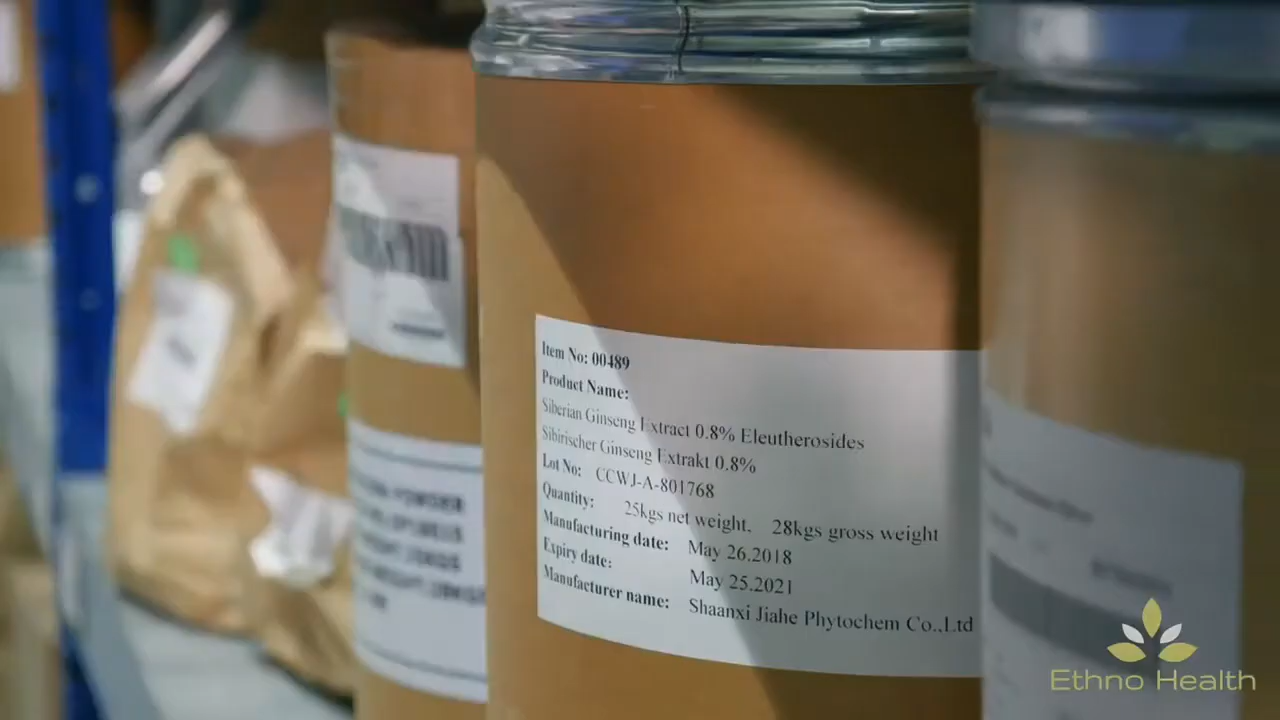 Item No: 00489
Product Name:
Siberian Ginseng Extract 0.8% Eleutherosides
Sibirischer Ginseng Extrakt 0.8%
Lot No: CCWJ-A-801768
Quantity: 25kgs net weight, 28kgs gross weight
Manufacturing date: May 26.2018
Expiry date: May 25.2021
Manufacturer name: Shaanxi Jiahe Phytochem Co.,Ltd
POWDER
Ethno Health